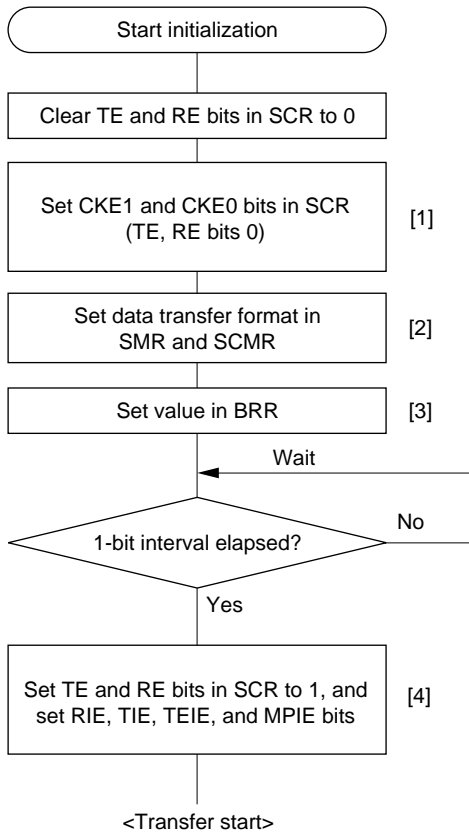 Start initialization
Clear TE and RE bits in SCR to 0
Set CKE1 and CKE0 bits in SCR
(TE, RE bits 0)
[1]
Set data transfer format in
SMR and SCMR
[2]
Set value in BRR
[3]
Wait
1-bit interval elapsed?
No
Yes
Set TE and RE bits in SCR to 1, and
set RIE, TIE, TEIE, and MPIE bits
[4]
<Transfer start>